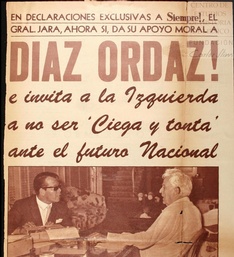 EN DECLARACIONES EXCLUSIVAS A Siempre!, EL
GRAL. JARA, AHORA SI, DA SU APOYO MORAL A
DIAZ ORDAZ!
e invita a la Izquierda
a no ser 'Ciega y tonta'
ante el futuro Nacional